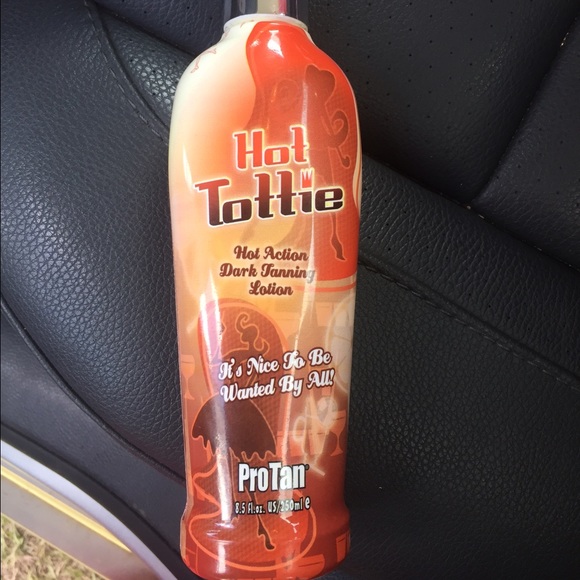 Hot
Tottie
Hot Action
Dark Tanning
Lotion
It's Nice To Be
Wanted By All!
ProTan®
8.5 fl.oz. US/250ml e